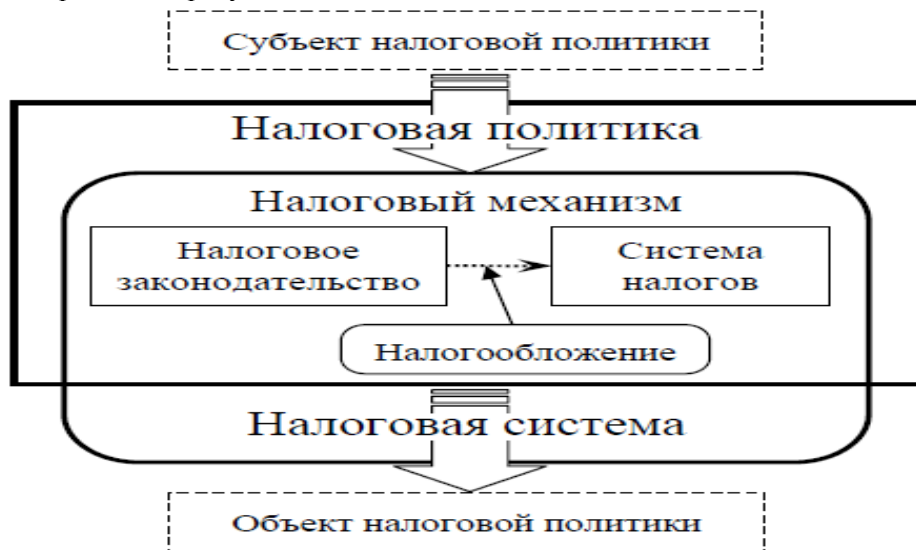 Субъект налоговой политики
Налоговая политика
Налоговый механизм
Налоговое
законодательство
Система
налогов
Налогообложение
Налоговая система
Объект налоговой политики